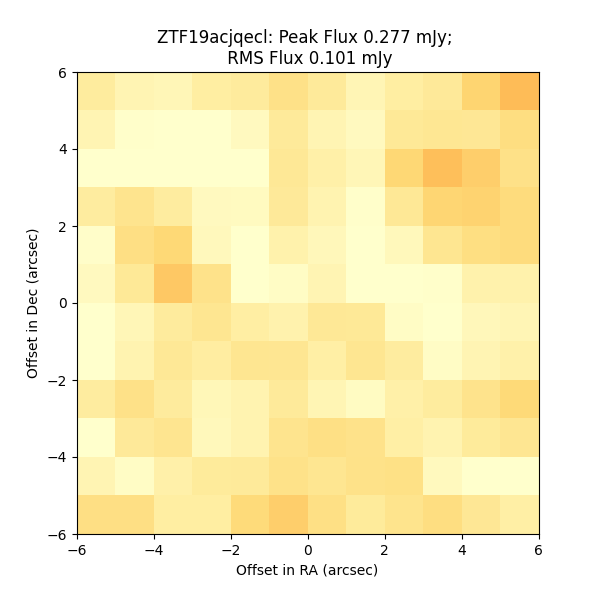 ZTF19acjqecl: Peak Flux 0.277 mJy;
RMS Flux 0.101 mJy
6
4
2
0
−2
−4
−6
Offset in Dec (arcsec)
−6 −4 −2 0 2 4 6
Offset in RA (arcsec)